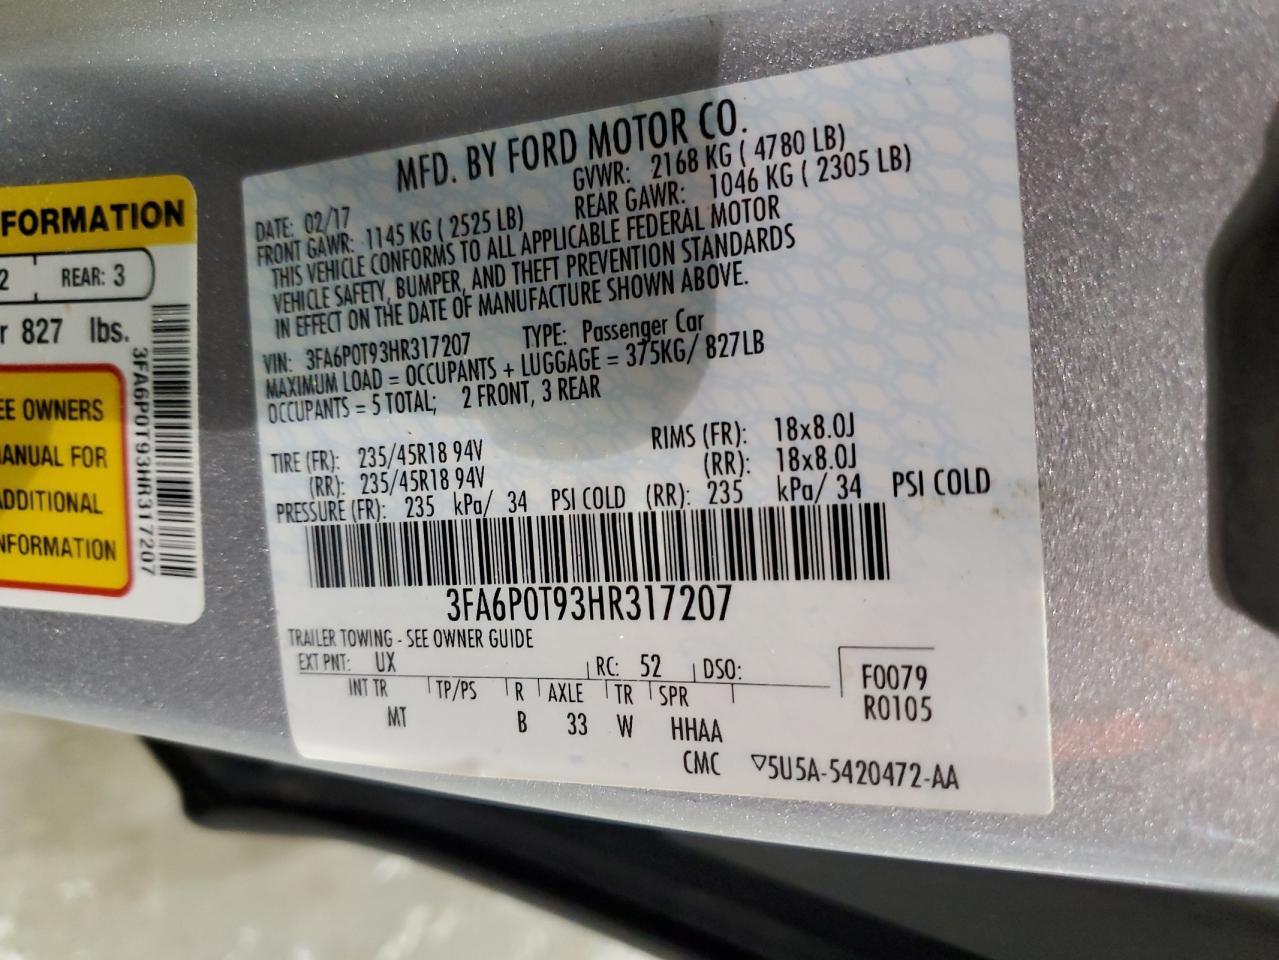 FORMATION
2 REAR: 3
r 827 lbs.
EE OWNERS
ANUAL FOR
ADDITIONAL
NFORMATION
3FA6P0T93HR317207
MFD. BY FORD MOTOR CO.
DATE: 02/17 GVWR: 2168 KG ( 4780 LB)
FRONT GAWR: 1145 KG ( 2525 LB) REAR GAWR: 1046 KG ( 2305 LB)
THIS VEHICLE CONFORMS TO ALL APPLICABLE FEDERAL MOTOR
VEHICLE SAFETY, BUMPER, AND THEFT PREVENTION STANDARDS
IN EFFECT ON THE DATE OF MANUFACTURE SHOWN ABOVE.
VIN: 3FA6P0T93HR317207 TYPE: Passenger Car
MAXIMUM LOAD = OCCUPANTS + LUGGAGE = 375KG/ 827LB
OCCUPANTS = 5 TOTAL; 2 FRONT, 3 REAR
TIRE (FR): 235/45R18 94V RIMS (FR): 18x8.0J
(RR): 235/45R18 94V (RR): 18x8.0J
PRESSURE (FR): 235 kPa/ 34 PSI COLD (RR): 235 kPa/ 34 PSI COLD
3FA6P0T93HR317207
TRAILER TOWING - SEE OWNER GUIDE
EXT PNT: UX RC: 52 DSO:
INT TR TP/PS R AXLE TR SPR
MT B 33 W HHAA
F0079
R0105
CMC ▽5U5A-5420472-AA